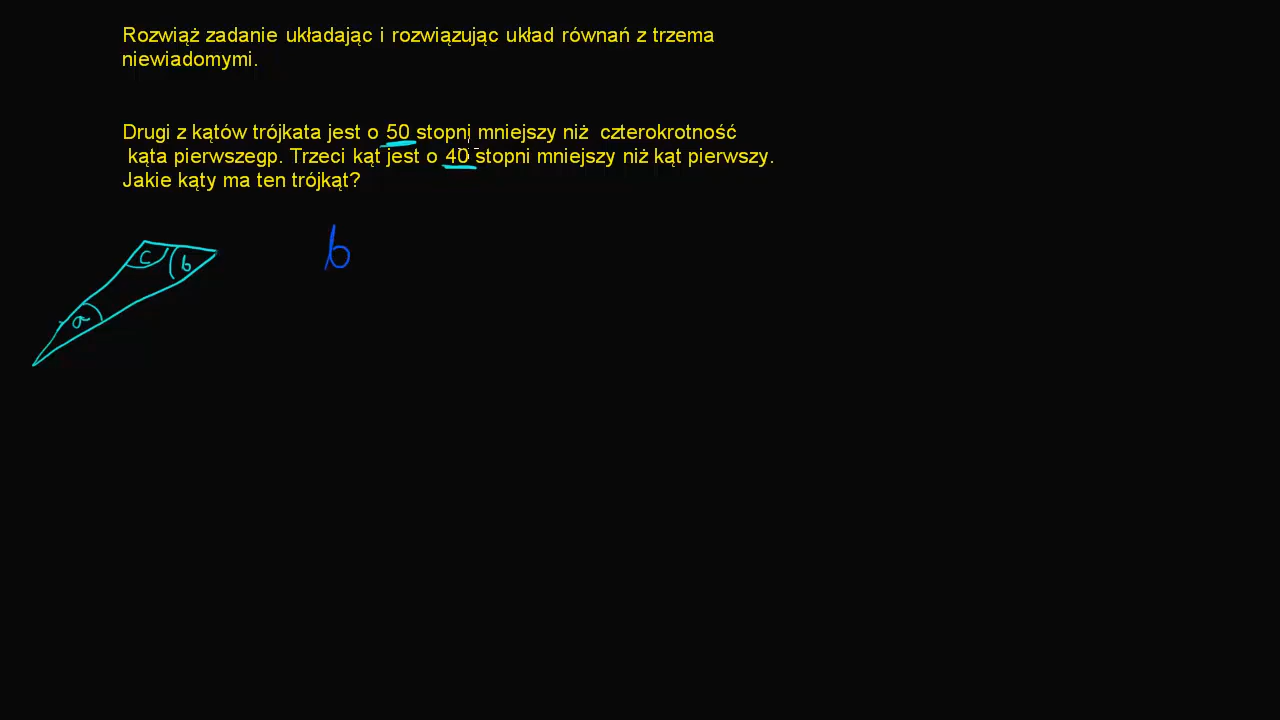 Rozwiąż zadanie układając i rozwiązując układ równań z trzema
niewiadomymi.
Drugi z kątów trójkata jest o 50 stopni mniejszy niż czterokrotność
kąta pierwszegp. Trzeci kąt jest o 40 stopni mniejszy niż kąt pierwszy.
Jakie kąty ma ten trójkąt?
b
c
b
a